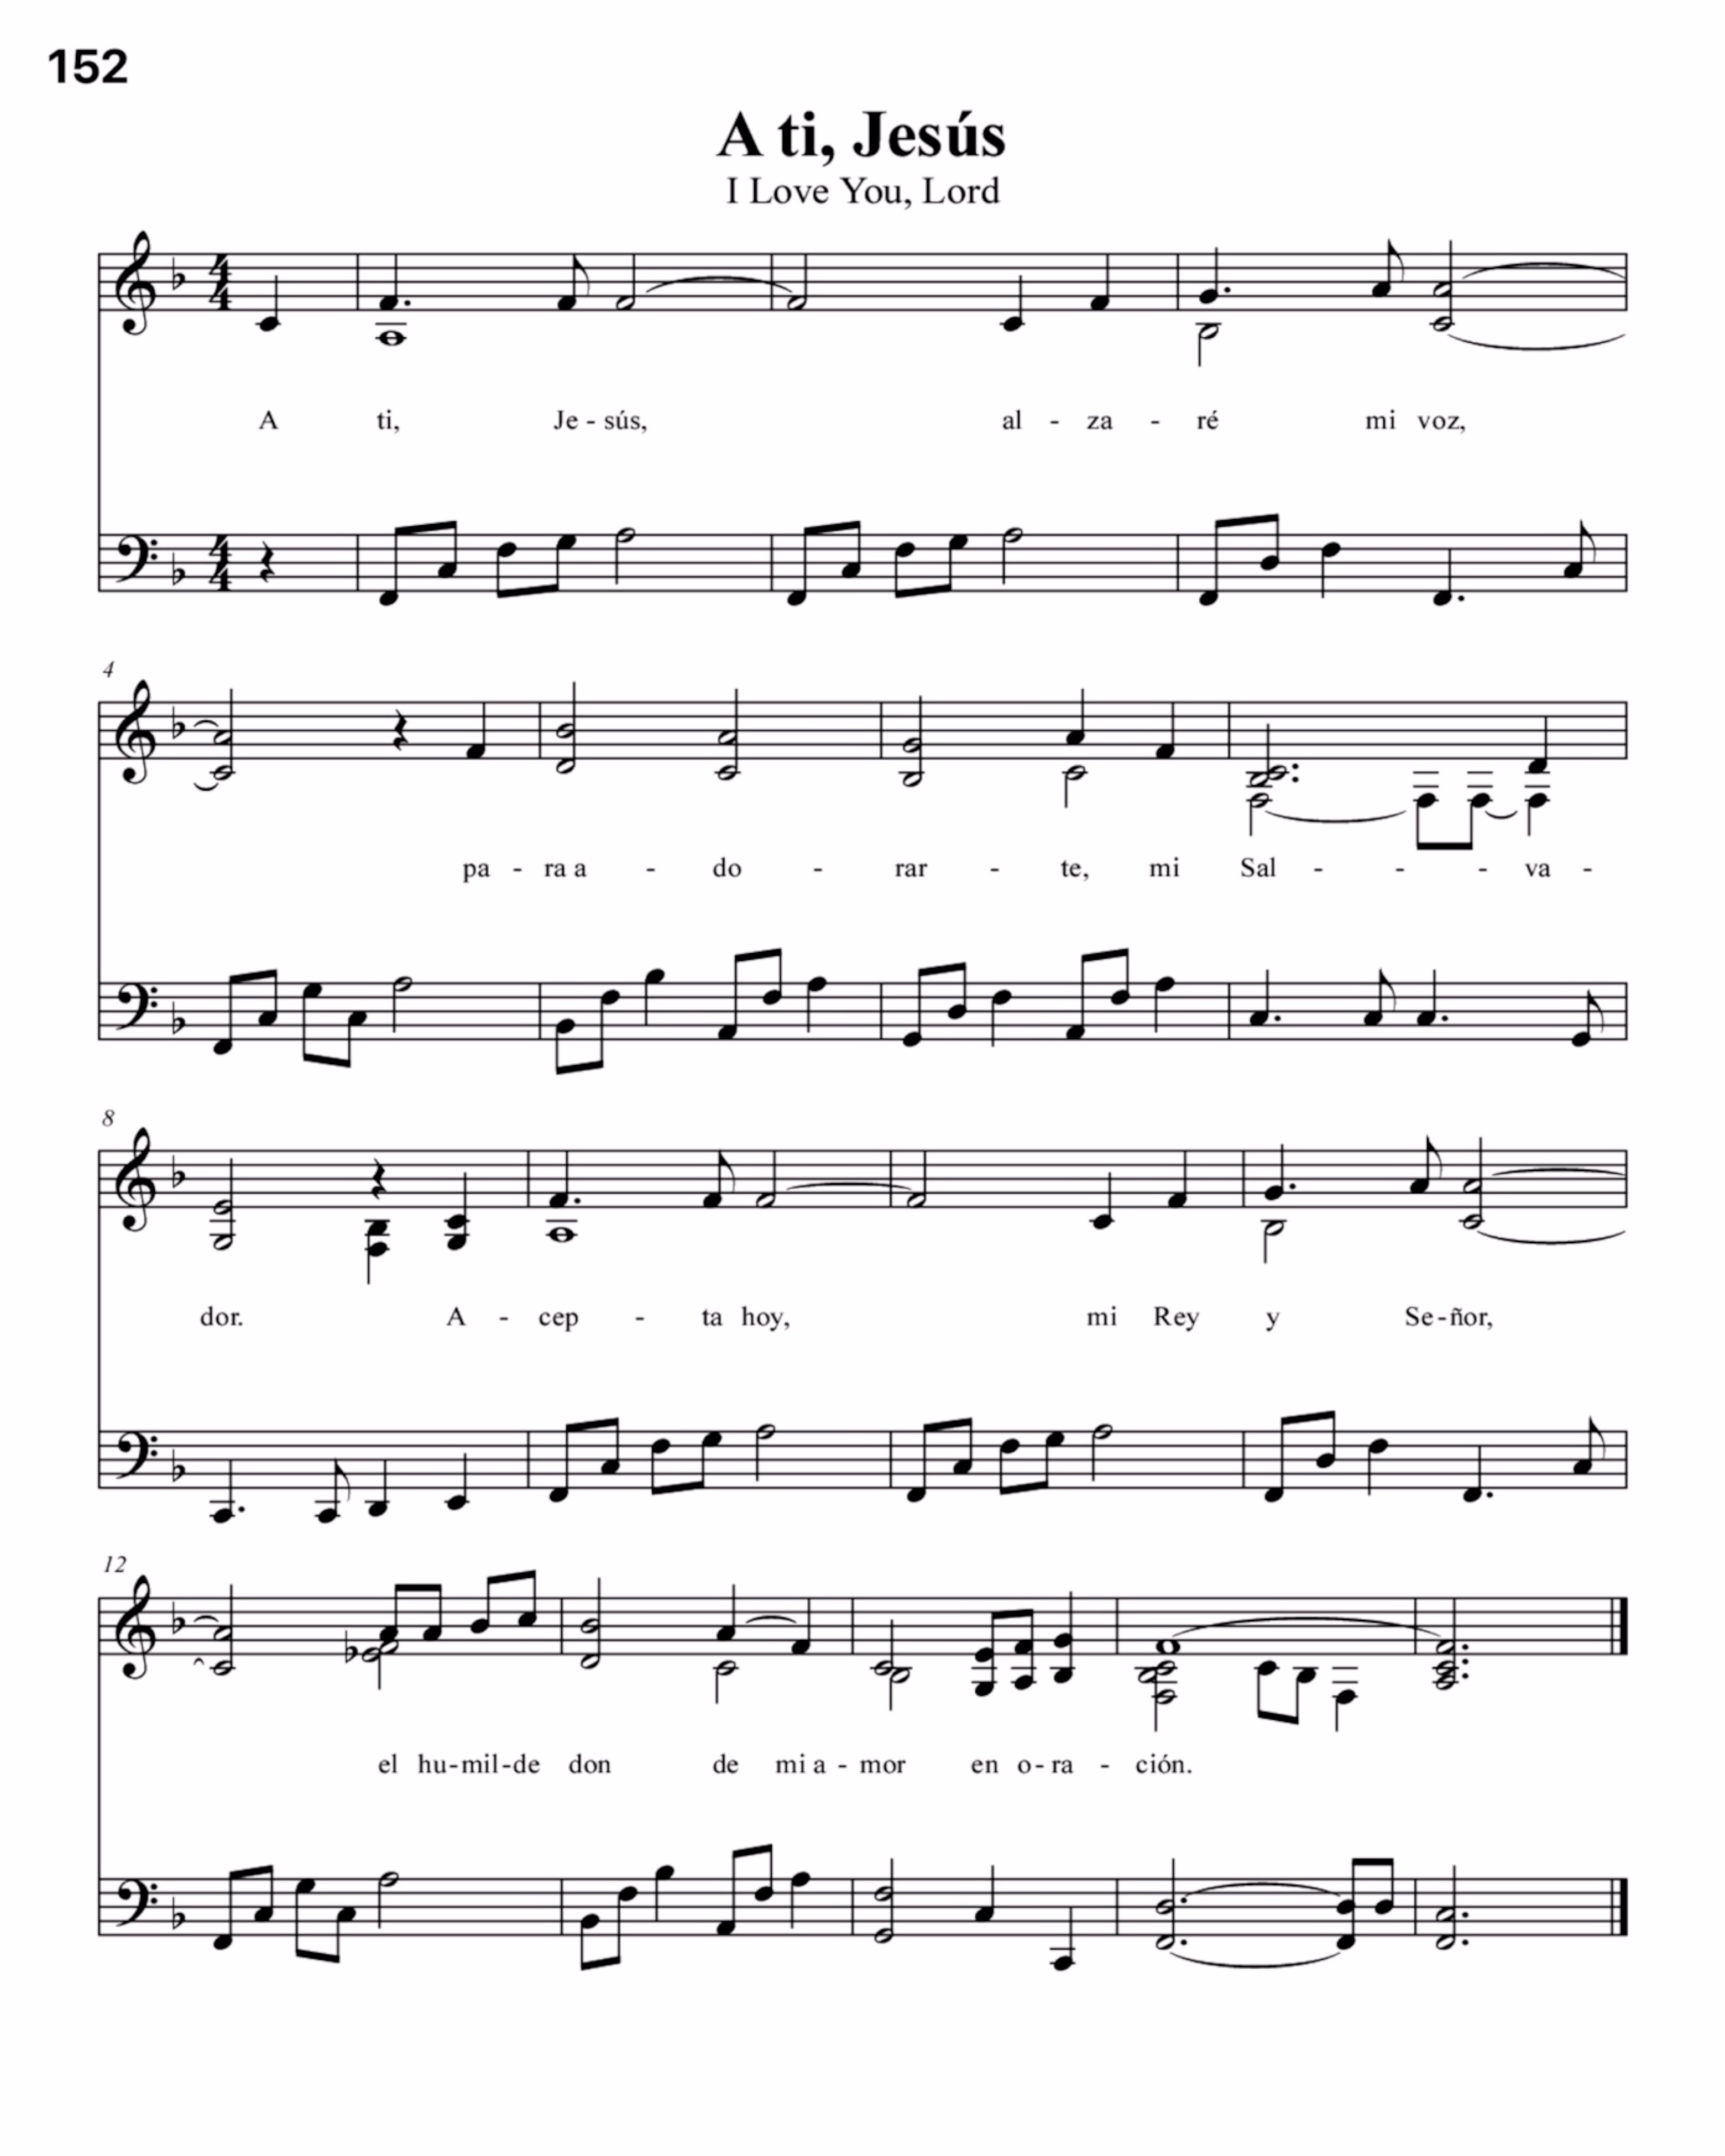 152
A ti, Jesús
I Love You, Lord
A ti, Je - sús, al - za - ré mi voz,
4
pa - ra a - do - rar - te, mi Sal - - - va -
8
dor. A - cep - ta hoy, mi Rey y Se - ñor,
12
el hu - mil - de don de mi a - mor en o - ra - ción.